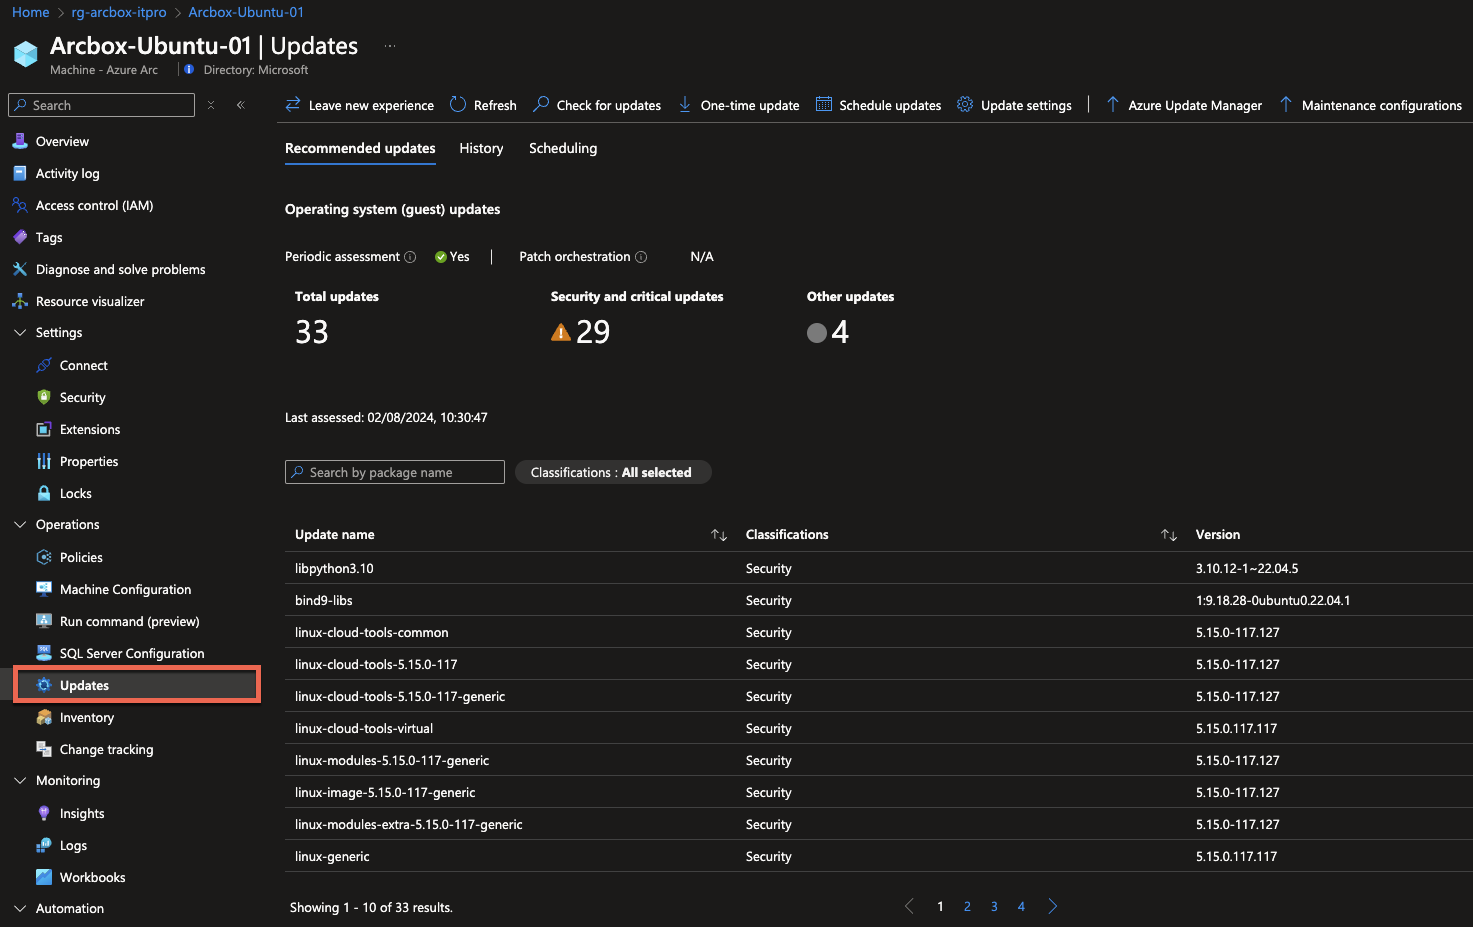 Home > rg-arcbox-itpro > Arcbox-Ubuntu-01
Arcbox-Ubuntu-01 | Updates ...
Machine - Azure Arc | Directory: Microsoft
Search
Leave new experience Refresh Check for updates One-time update Schedule updates Update settings | Azure Update Manager Maintenance configurations
Overview
Activity log
Access control (IAM)
Tags
Diagnose and solve problems
Resource visualizer
Settings
Connect
Security
Extensions
Properties
Locks
Operations
Policies
Machine Configuration
Run command (preview)
SQL Server Configuration
Updates
Inventory
Change tracking
Monitoring
Insights
Logs
Workbooks
Automation
Recommended updates History Scheduling
Operating system (guest) updates
Periodic assessment Yes | Patch orchestration N/A
Total updates Security and critical updates Other updates
33 29 4
Last assessed: 02/08/2024, 10:30:47
Search by package name Classifications : All selected
Update name Classifications Version
libpython3.10 Security 3.10.12-1~22.04.5
bind9-libs Security 1:9.18.28-0ubuntu0.22.04.1
linux-cloud-tools-common Security 5.15.0-117.127
linux-cloud-tools-5.15.0-117 Security 5.15.0-117.127
linux-cloud-tools-5.15.0-117-generic Security 5.15.0-117.127
linux-cloud-tools-virtual Security 5.15.0.117.117
linux-modules-5.15.0-117-generic Security 5.15.0-117.127
linux-image-5.15.0-117-generic Security 5.15.0-117.127
linux-modules-extra-5.15.0-117-generic Security 5.15.0-117.127
linux-generic Security 5.15.0.117.117
Showing 1 - 10 of 33 results. < 1 2 3 4 >